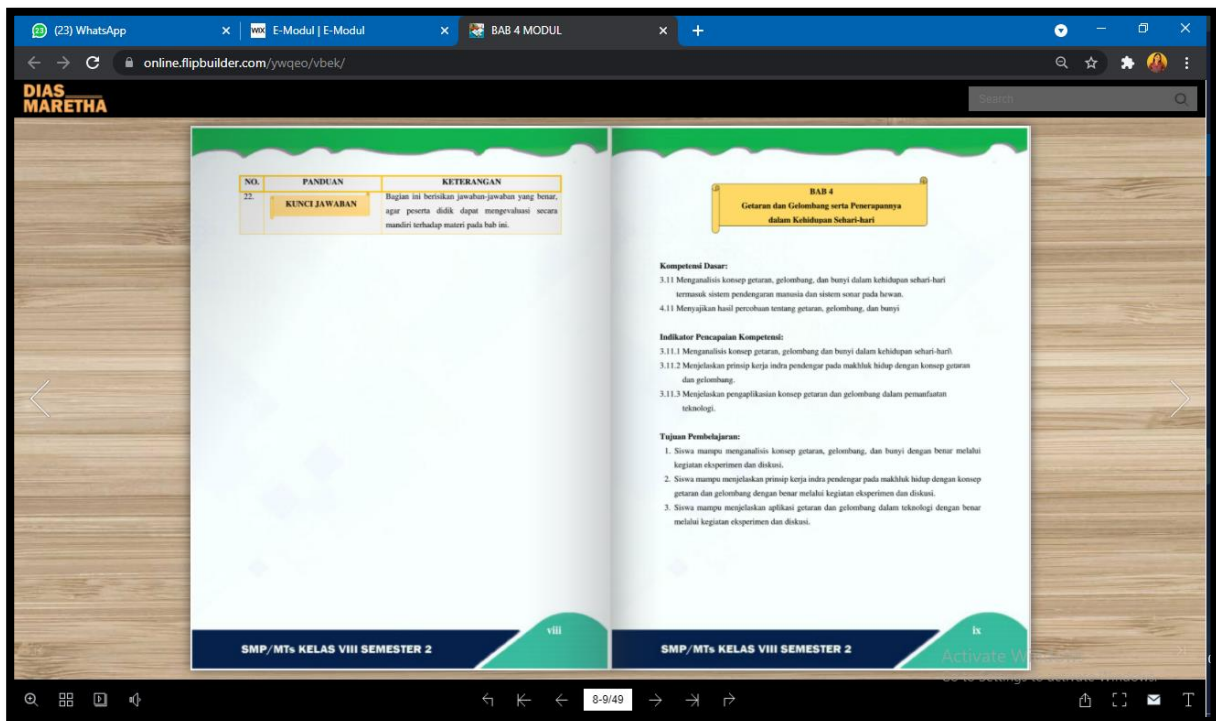 (23) WhatsApp
E-Modul | E-Modul
BAB 4 MODUL
online.flipbuilder.com/ywqeo/vbek/
DIAS
MARETHA
Search
NO. PANDUAN KETERANGAN
22. KUNCI JAWABAN Bagian ini berisikan jawaban-jawaban yang benar,
agar peserta didik dapat mengevaluasi secara
mandiri terhadap materi pada bab ini.
viii
SMP/MTs KELAS VIII SEMESTER 2
BAB 4
Getaran dan Gelombang serta Penerapannya
dalam Kehidupan Sehari-hari
Kompetensi Dasar:
3.11 Menganalisis konsep getaran, gelombang, dan bunyi dalam kehidupan sehari-hari
termasuk sistem pendengaran manusia dan sistem sonar pada hewan.
4.11 Menyajikan hasil percobaan tentang getaran, gelombang, dan bunyi
Indikator Pencapaian Kompetensi:
3.11.1 Menganalisis konsep getaran, gelombang dan bunyi dalam kehidupan sehari-hari\
3.11.2 Menjelaskan prinsip kerja indra pendengar pada makhluk hidup dengan konsep getaran
dan gelombang.
3.11.3 Menjelaskan pengaplikasian konsep getaran dan gelombang dalam pemanfaatan
teknologi.
Tujuan Pembelajaran:
1. Siswa mampu menganalisis konsep getaran, gelombang, dan bunyi dengan benar melalui
kegiatan eksperimen dan diskusi.
2. Siswa mampu menjelaskan prinsip kerja indra pendengar pada makhluk hidup dengan konsep
getaran dan gelombang dengan benar melalui kegiatan eksperimen dan diskusi.
3. Siswa mampu menjelaskan aplikasi getaran dan gelombang dalam teknologi dengan benar
melalui kegiatan eksperimen dan diskusi.
ix
SMP/MTs KELAS VIII SEMESTER 2
Activate
to activate Windows.
8-9/49